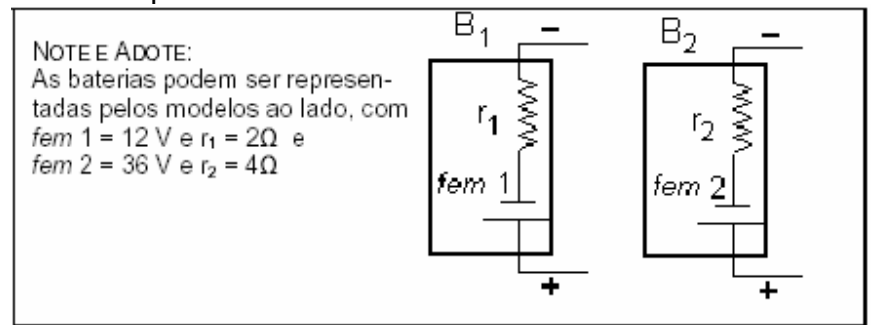 NOTE E ADOTE:
As baterias podem ser represen-
tadas pelos modelos ao lado, com
fem 1 = 12 V e r₁ = 2Ω e
fem 2 = 36 V e r₂ = 4Ω
B₁
−
r₁
fem 1
+
B₂
−
r₂
fem 2
+